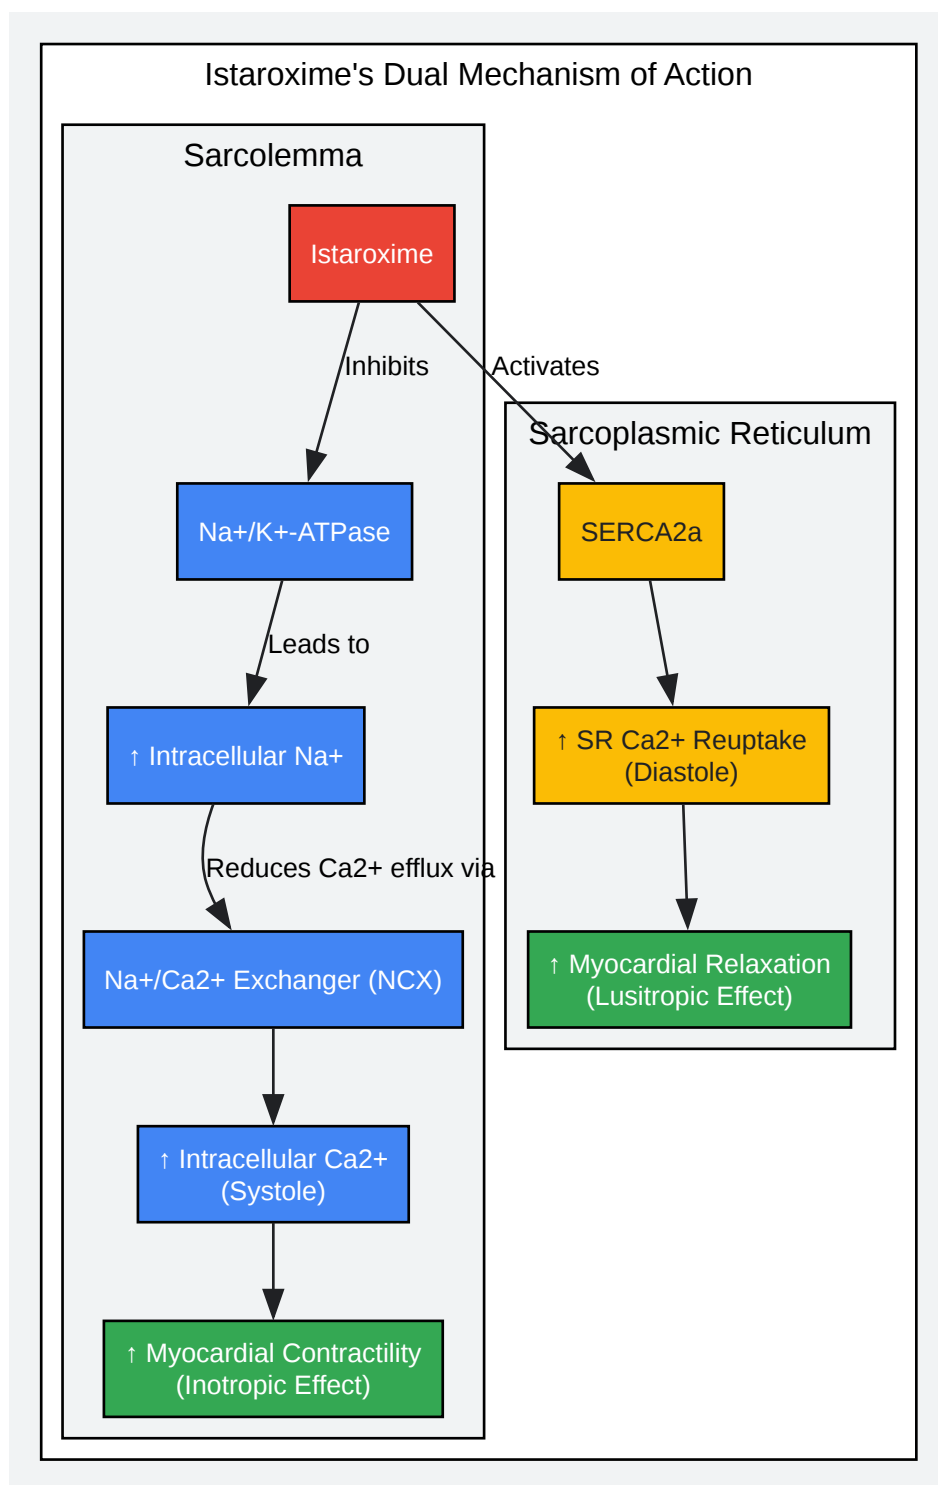 Istaroxime's Dual Mechanism of Action
Sarcolemma
Istaroxime
Inhibits
Activates
Sarcoplasmic Reticulum
Na+/K+-ATPase
SERCA2a
Leads to
↑ Intracellular Na+
↑ SR Ca2+ Reuptake
(Diastole)
Reduces Ca2+ efflux via
Na+/Ca2+ Exchanger (NCX)
↑ Myocardial Relaxation
(Lusitropic Effect)
↑ Intracellular Ca2+
(Systole)
↑ Myocardial Contractility
(Inotropic Effect)